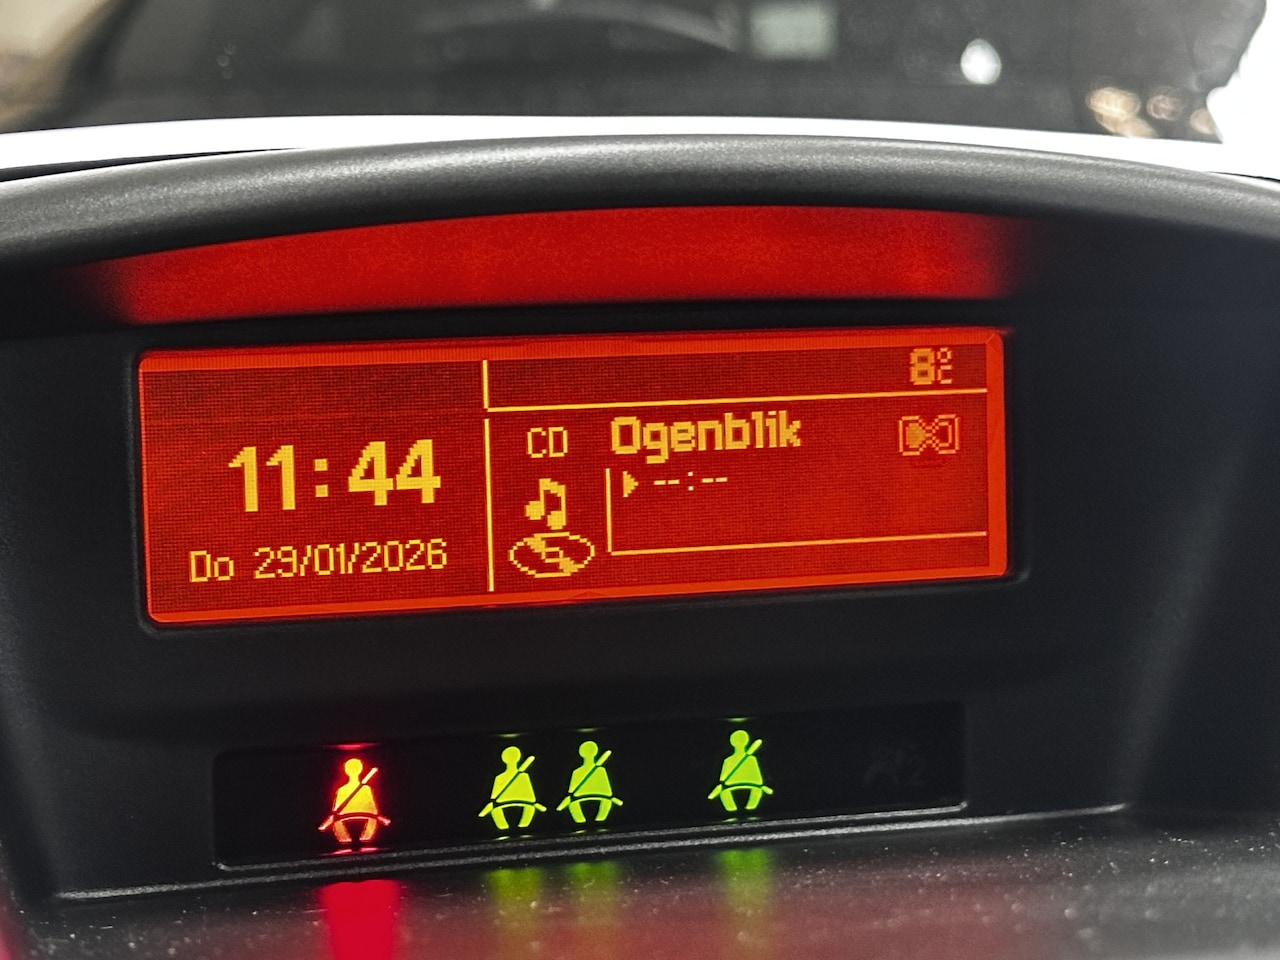 8°C
11:44
Do 29/01/2026
CD Ogenblik
--:--